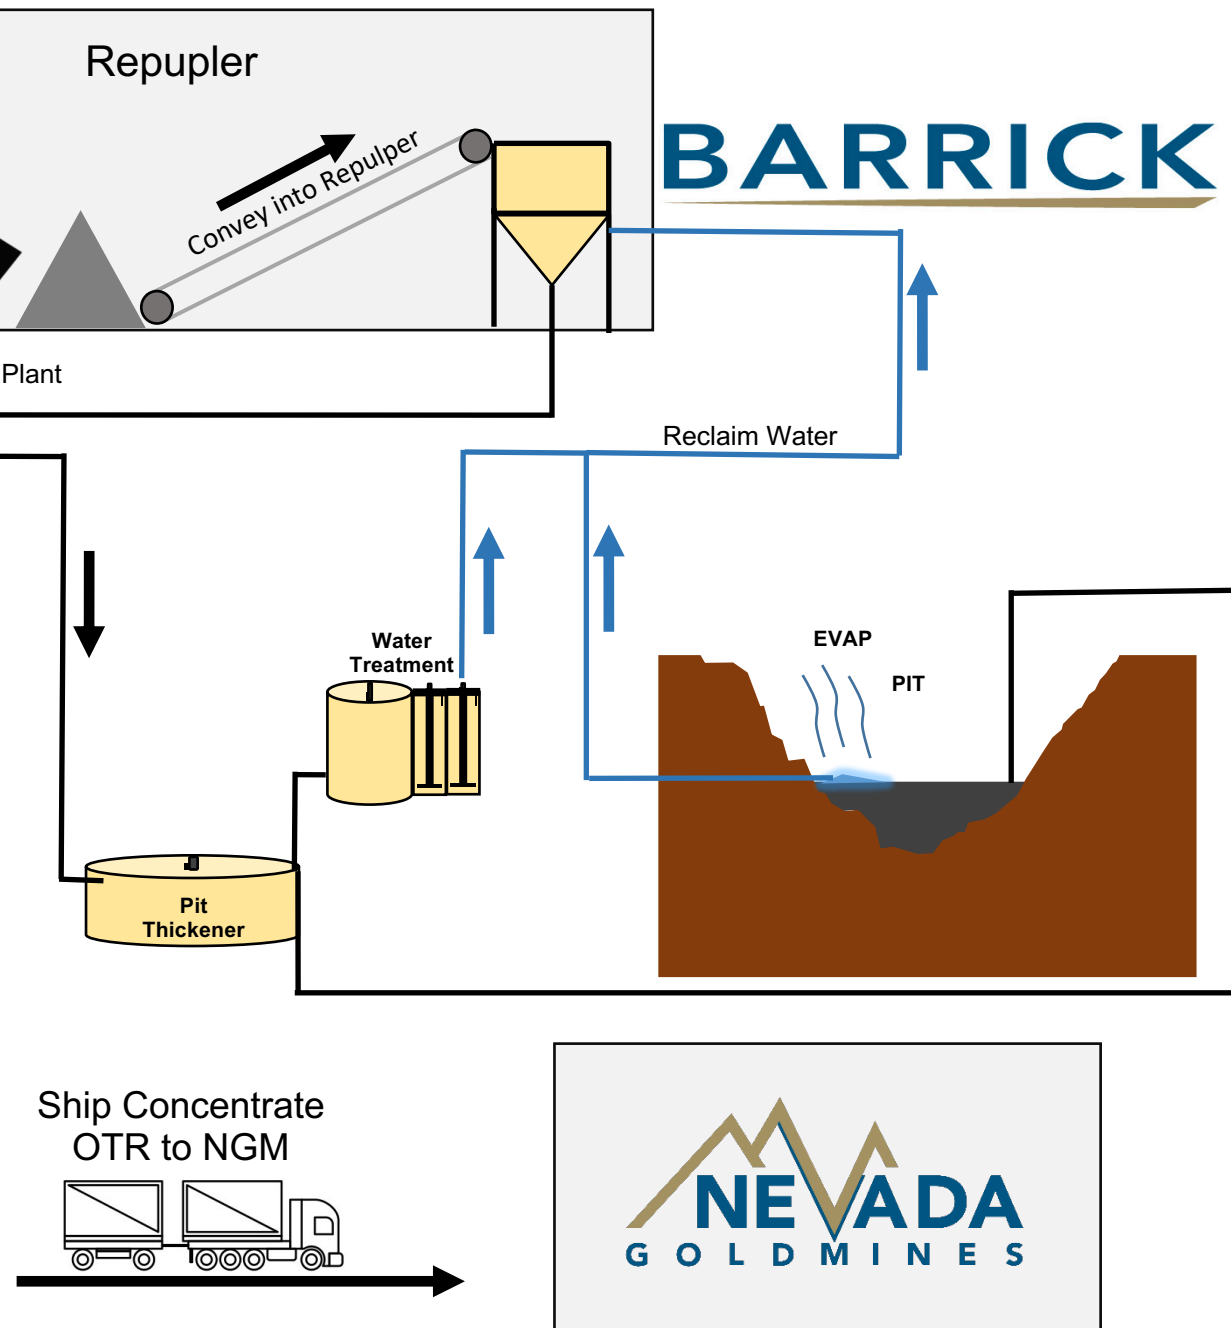 Repupler
BARRICK
Convey into Repulper
Plant
Reclaim Water
Water
Treatment
EVAP
PIT
Pit
Thickener
Ship Concentrate
OTR to NGM
NEVADA
GOLDMINES